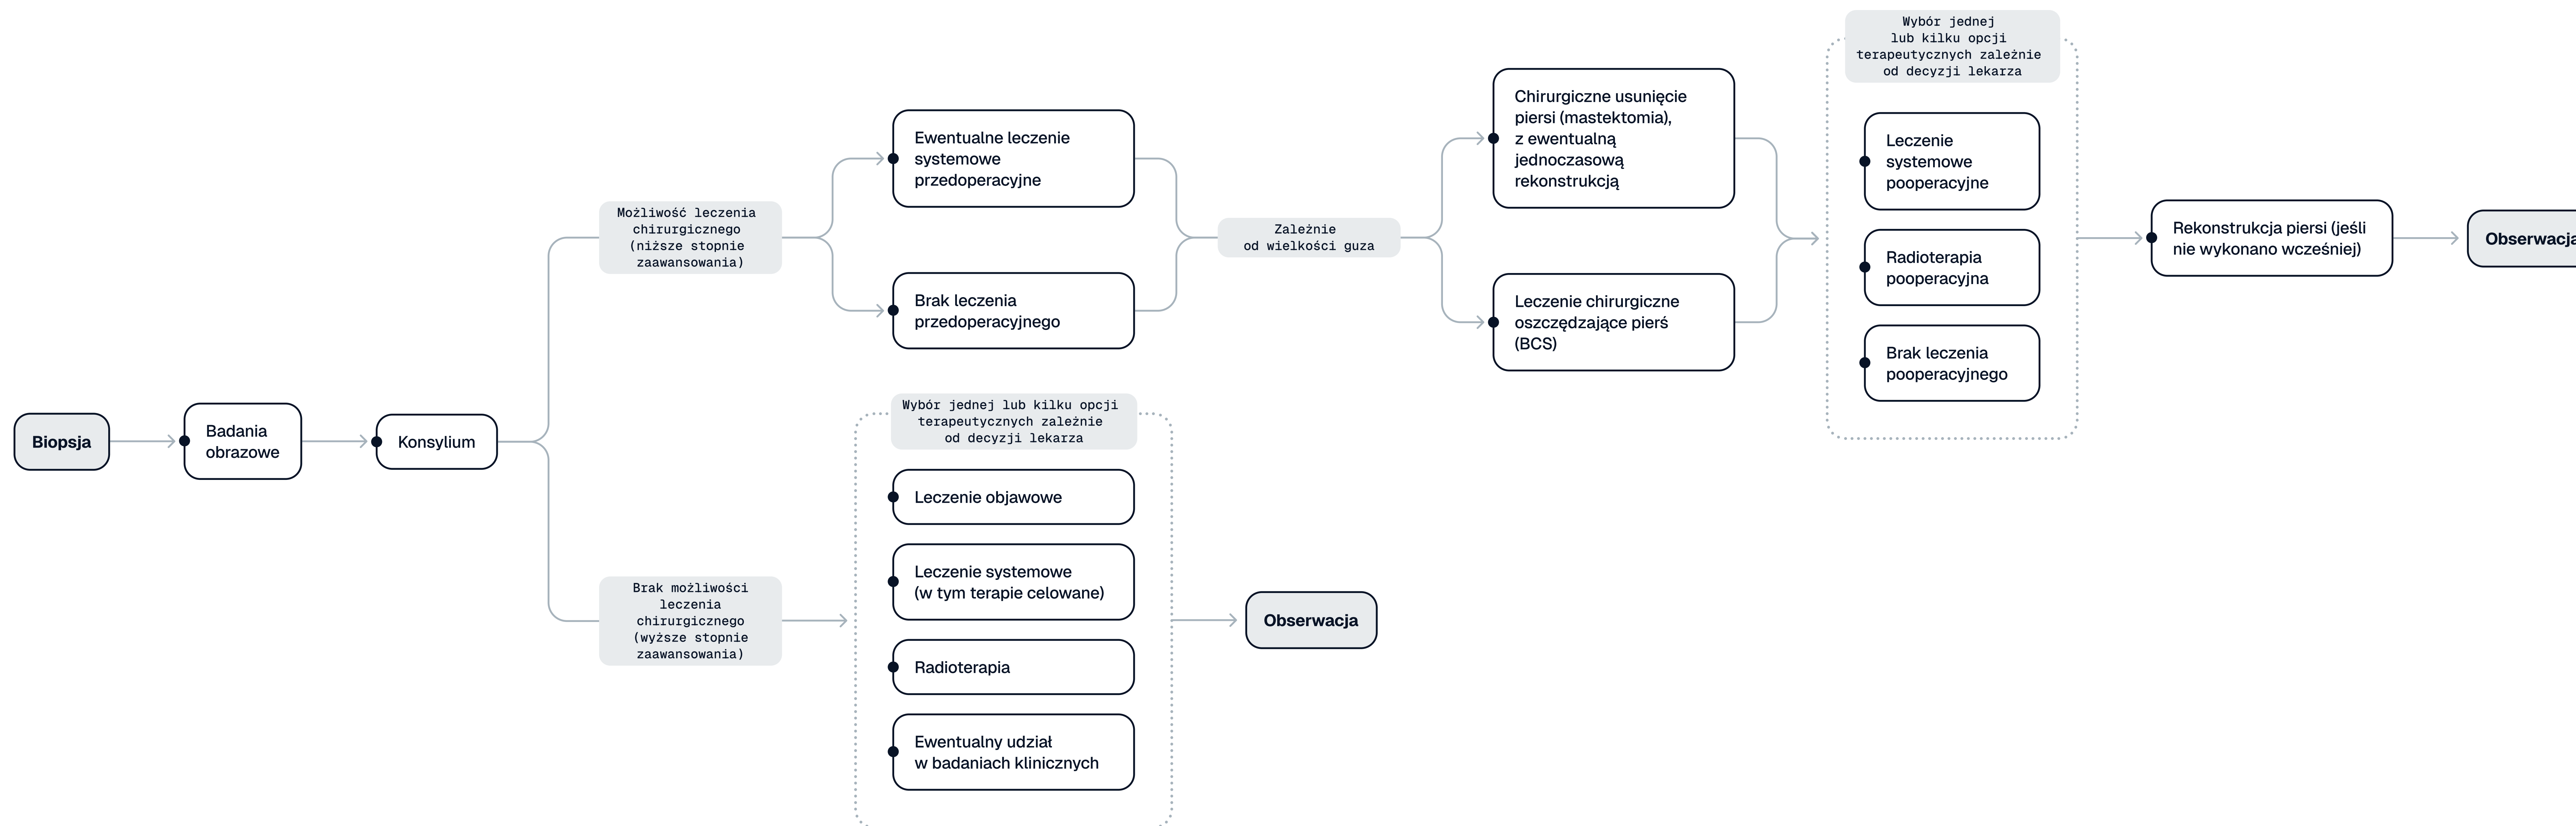 Biopsja
Badania
obrazowe
Konsylium
Możliwość leczenia
chirurgicznego
(niższe stopnie
zaawansowania)
Ewentualne leczenie
systemowe
przedoperacyjne
Brak leczenia
przedoperacyjnego
Zależnie
od wielkości guza
Chirurgiczne usunięcie
piersi (mastektomia),
z ewentualną
jednoczasową
rekonstrukcją
Leczenie chirurgiczne
oszczędzające pierś
(BCS)
Wybór jednej
lub kilku opcji
terapeutycznych zależnie
od decyzji lekarza
Leczenie
systemowe
pooperacyjne
Radioterapia
pooperacyjna
Brak leczenia
pooperacyjnego
Rekonstrukcja piersi (jeśli
nie wykonano wcześniej)
Obserwacja
Brak możliwości
leczenia
chirurgicznego
(wyższe stopnie
zaawansowania)
Wybór jednej lub kilku opcji
terapeutycznych zależnie
od decyzji lekarza
Leczenie objawowe
Leczenie systemowe
(w tym terapie celowane)
Radioterapia
Ewentualny udział
w badaniach klinicznych
Obserwacja